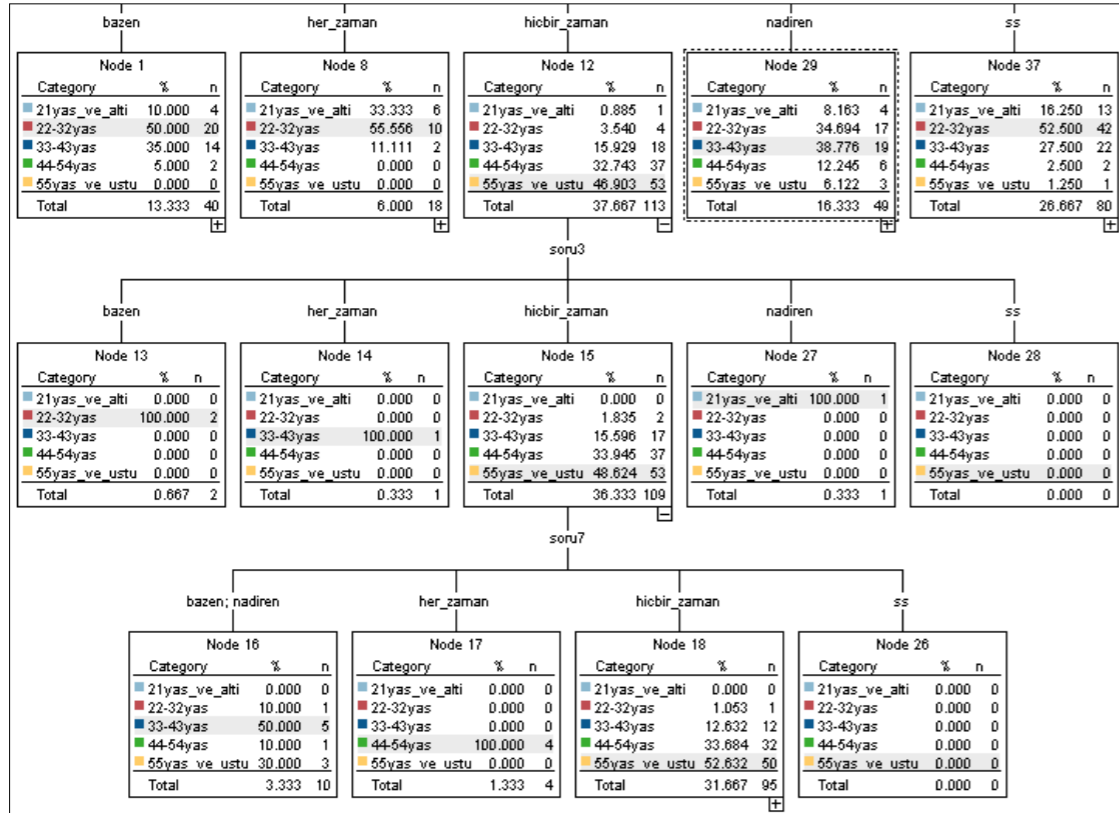 bazen her_zaman hicbir_zaman nadiren ss
Node 1
Category % n
21yas_ve_alti 10.000 4
22-32yas 50.000 20
33-43yas 35.000 14
44-54yas 5.000 2
55yas_ve_ustu 0.000 0
Total 13.333 40
Node 8
Category % n
21yas_ve_alti 33.333 6
22-32yas 55.556 10
33-43yas 11.111 2
44-54yas 0.000 0
55yas_ve_ustu 0.000 0
Total 6.000 18
Node 12
Category % n
21yas_ve_alti 0.885 1
22-32yas 3.540 4
33-43yas 15.929 18
44-54yas 32.743 37
55yas_ve_ustu 46.903 53
Total 37.667 113
Node 29
Category % n
21yas_ve_alti 8.163 4
22-32yas 34.694 17
33-43yas 38.776 19
44-54yas 12.245 6
55yas_ve_ustu 6.122 3
Total 16.333 49
Node 37
Category % n
21yas_ve_alti 16.250 13
22-32yas 52.500 42
33-43yas 27.500 22
44-54yas 2.500 2
55yas_ve_ustu 1.250 1
Total 26.667 80
soru3
bazen her_zaman hicbir_zaman nadiren ss
Node 13
Category % n
21yas_ve_alti 0.000 0
22-32yas 100.000 2
33-43yas 0.000 0
44-54yas 0.000 0
55yas_ve_ustu 0.000 0
Total 0.667 2
Node 14
Category % n
21yas_ve_alti 0.000 0
22-32yas 0.000 0
33-43yas 100.000 1
44-54yas 0.000 0
55yas_ve_ustu 0.000 0
Total 0.333 1
Node 15
Category % n
21yas_ve_alti 0.000 0
22-32yas 1.835 2
33-43yas 15.596 17
44-54yas 33.945 37
55yas_ve_ustu 48.624 53
Total 36.333 109
Node 27
Category % n
21yas_ve_alti 100.000 1
22-32yas 0.000 0
33-43yas 0.000 0
44-54yas 0.000 0
55yas_ve_ustu 0.000 0
Total 0.333 1
Node 28
Category % n
21yas_ve_alti 0.000 0
22-32yas 0.000 0
33-43yas 0.000 0
44-54yas 0.000 0
55yas_ve_ustu 0.000 0
Total 0.000 0
soru7
bazen; nadiren her_zaman hicbir_zaman ss
Node 16
Category % n
21yas_ve_alti 0.000 0
22-32yas 10.000 1
33-43yas 50.000 5
44-54yas 10.000 1
55yas_ve_ustu 30.000 3
Total 3.333 10
Node 17
Category % n
21yas_ve_alti 0.000 0
22-32yas 0.000 0
33-43yas 0.000 0
44-54yas 100.000 4
55yas_ve_ustu 0.000 0
Total 1.333 4
Node 18
Category % n
21yas_ve_alti 0.000 0
22-32yas 1.053 1
33-43yas 12.632 12
44-54yas 33.684 32
55yas_ve_ustu 52.632 50
Total 31.667 95
Node 26
Category % n
21yas_ve_alti 0.000 0
22-32yas 0.000 0
33-43yas 0.000 0
44-54yas 0.000 0
55yas_ve_ustu 0.000 0
Total 0.000 0